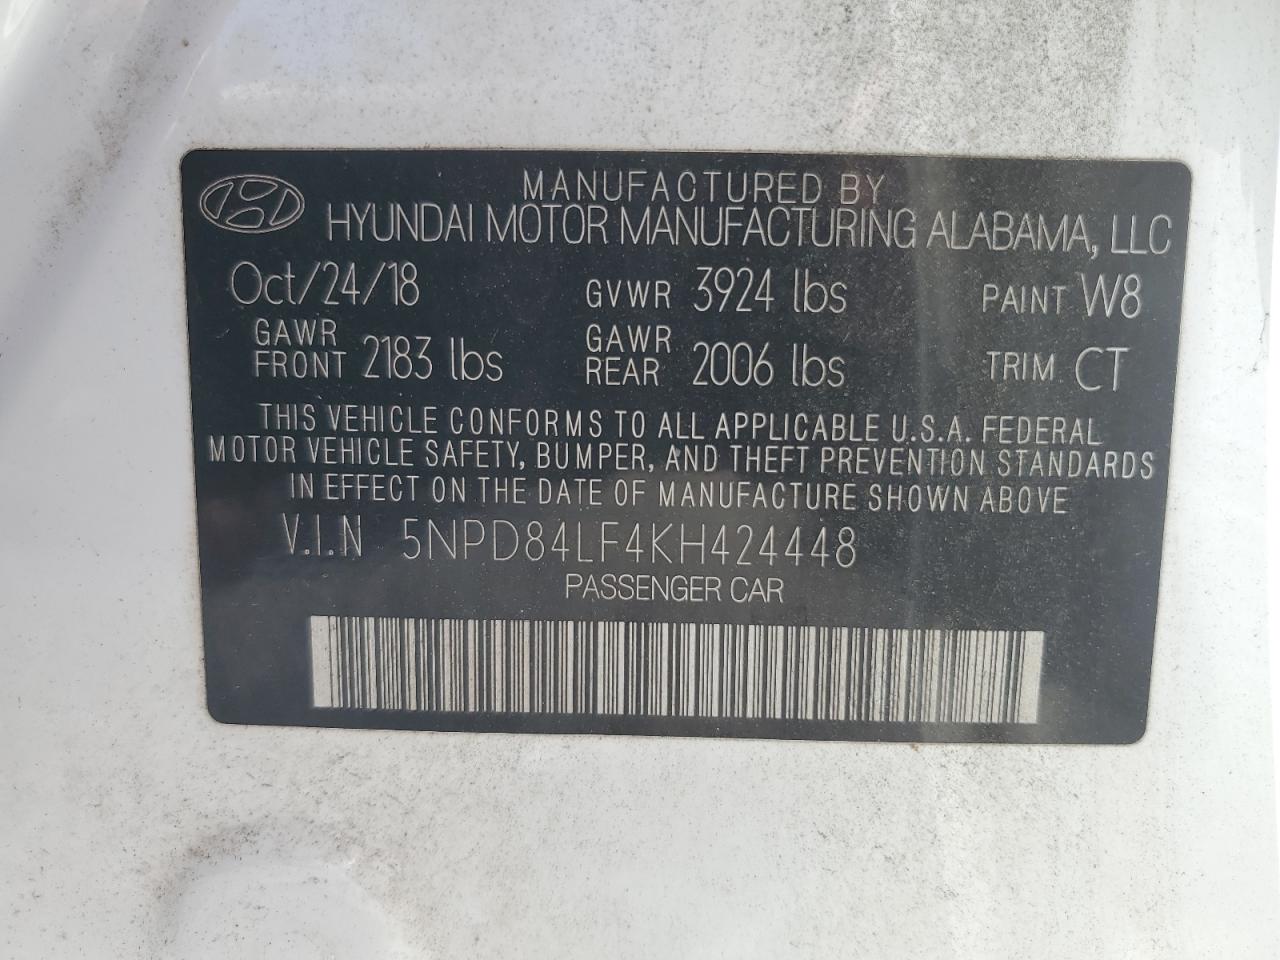 MANUFACTURED BY
HYUNDAI MOTOR MANUFACTURING ALABAMA, LLC
Oct/24/18 GVWR 3924 lbs PAINT W8
GAWR FRONT 2183 lbs GAWR REAR 2006 lbs TRIM CT
THIS VEHICLE CONFORMS TO ALL APPLICABLE U.S.A. FEDERAL
MOTOR VEHICLE SAFETY, BUMPER, AND THEFT PREVENTION STANDARDS
IN EFFECT ON THE DATE OF MANUFACTURE SHOWN ABOVE
V.I.N 5NPD84LF4KH424448
PASSENGER CAR